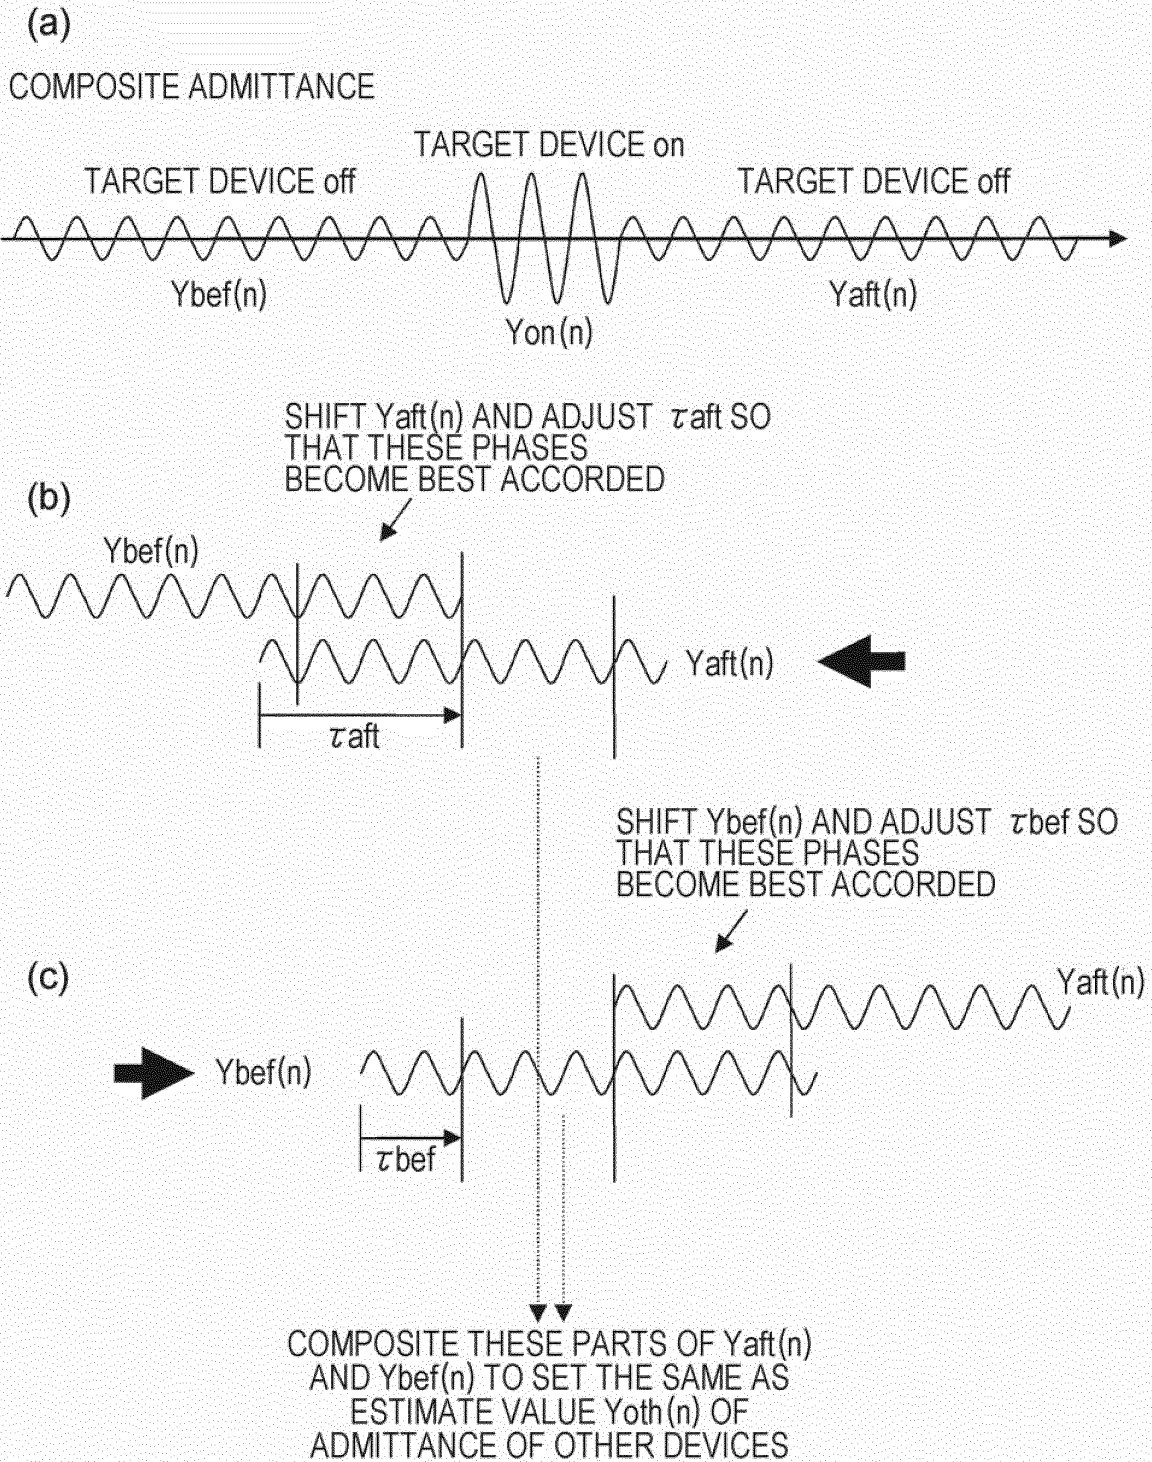 (a)
COMPOSITE ADMITTANCE
TARGET DEVICE on
TARGET DEVICE off
TARGET DEVICE off
Ybef(n)
Yaft(n)
Yon(n)
SHIFT Yaft(n) AND ADJUST τaft SO
THAT THESE PHASES
BECOME BEST ACCORDED
(b)
Ybef(n)
Yaft(n)
τaft
SHIFT Ybef(n) AND ADJUST τbef SO
THAT THESE PHASES
BECOME BEST ACCORDED
(c)
Yaft(n)
Ybef(n)
τbef
COMPOSITE THESE PARTS OF Yaft(n)
AND Ybef(n) TO SET THE SAME AS
ESTIMATE VALUE Yoth(n) OF
ADMITTANCE OF OTHER DEVICES